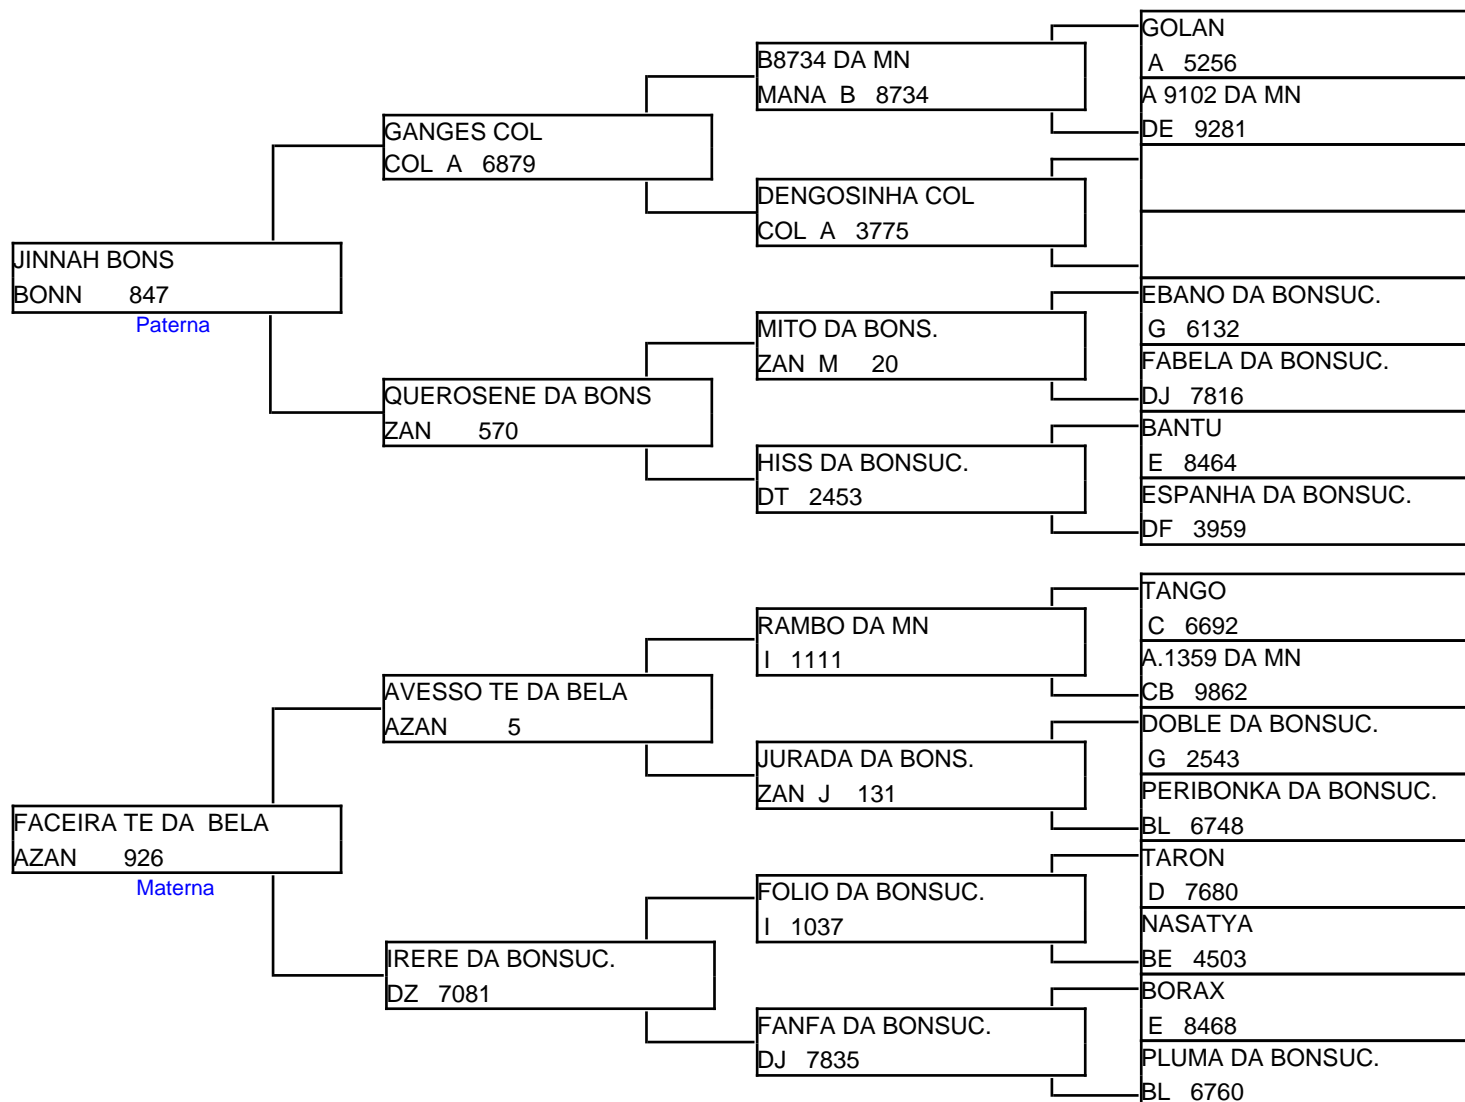 JINNAH BONS
BONN 847
Paterna
GANGES COL
COL A 6879
QUEROSENE DA BONS
ZAN 570
B8734 DA MN
MANA B 8734
DENGOSINHA COL
COL A 3775
MITO DA BONS.
ZAN M 20
HISS DA BONSUC.
DT 2453
GOLAN
A 5256
A 9102 DA MN
DE 9281
EBANO DA BONSUC.
G 6132
FABELA DA BONSUC.
DJ 7816
BANTU
E 8464
ESPANHA DA BONSUC.
DF 3959
FACEIRA TE DA BELA
AZAN 926
Materna
AVESSO TE DA BELA
AZAN 5
IRERE DA BONSUC.
DZ 7081
RAMBO DA MN
I 1111
JURADA DA BONS.
ZAN J 131
FOLIO DA BONSUC.
I 1037
FANFA DA BONSUC.
DJ 7835
TANGO
C 6692
A.1359 DA MN
CB 9862
DOBLE DA BONSUC.
G 2543
PERIBONKA DA BONSUC.
BL 6748
TARON
D 7680
NASATYA
BE 4503
BORAX
E 8468
PLUMA DA BONSUC.
BL 6760